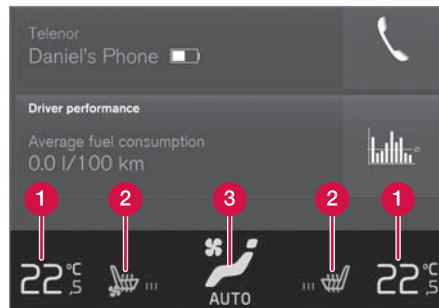 Telenor
Daniel's Phone
Driver performance
Average fuel consumption
0.0 l/100 km
1 2 3 2 1
22,5 °C 22,5 °C
AUTO